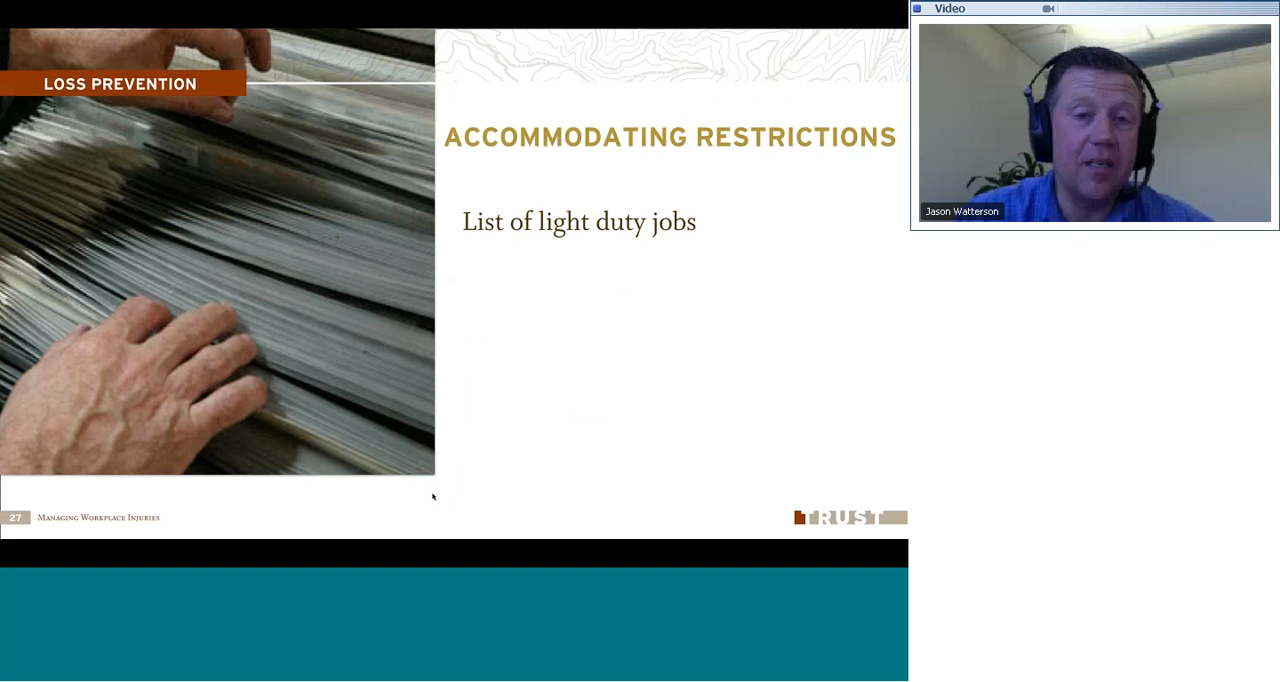 LOSS PREVENTION
ACCOMMODATING RESTRICTIONS
List of light duty jobs
27 Managing Workplace Injuries
TRUST
Video
Jason Watterson